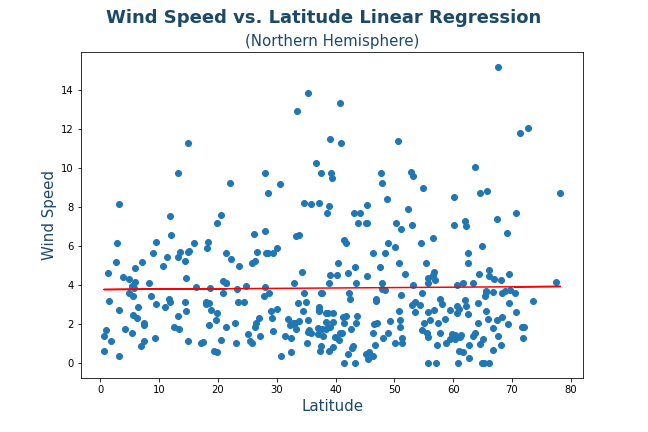 Wind Speed vs. Latitude Linear Regression
(Northern Hemisphere)
Wind Speed
14
12
10
8
6
4
2
0
0 10 20 30 40 50 60 70 80
Latitude